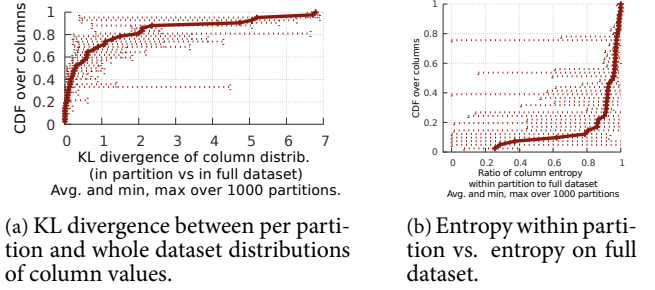 CDF over columns
1
0.8
0.6
0.4
0.2
0
0 1 2 3 4 5 6 7
KL divergence of column distrib.
(in partition vs in full dataset)
Avg. and min, max over 1000 partitions.
(a) KL divergence between per parti-
tion and whole dataset distributions
of column values.
CDF over columns
1
0.8
0.6
0.4
0.2
0
0 0.2 0.4 0.6 0.8 1
Ratio of column entropy
within partition to full dataset
Avg. and min, max over 1000 partitions
(b) Entropy within parti-
tion vs. entropy on full
dataset.